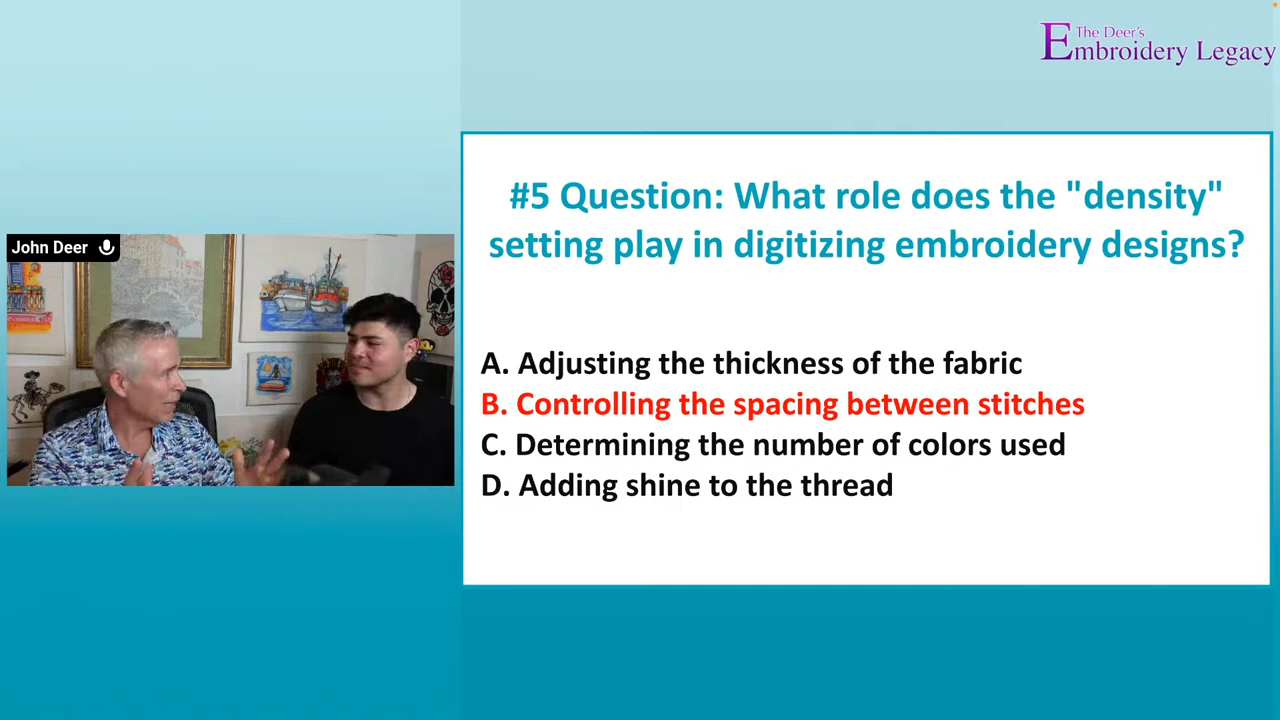 The Deer's
Embroidery Legacy
John Deer
#5 Question: What role does the "density"
setting play in digitizing embroidery designs?
A. Adjusting the thickness of the fabric
B. Controlling the spacing between stitches
C. Determining the number of colors used
D. Adding shine to the thread